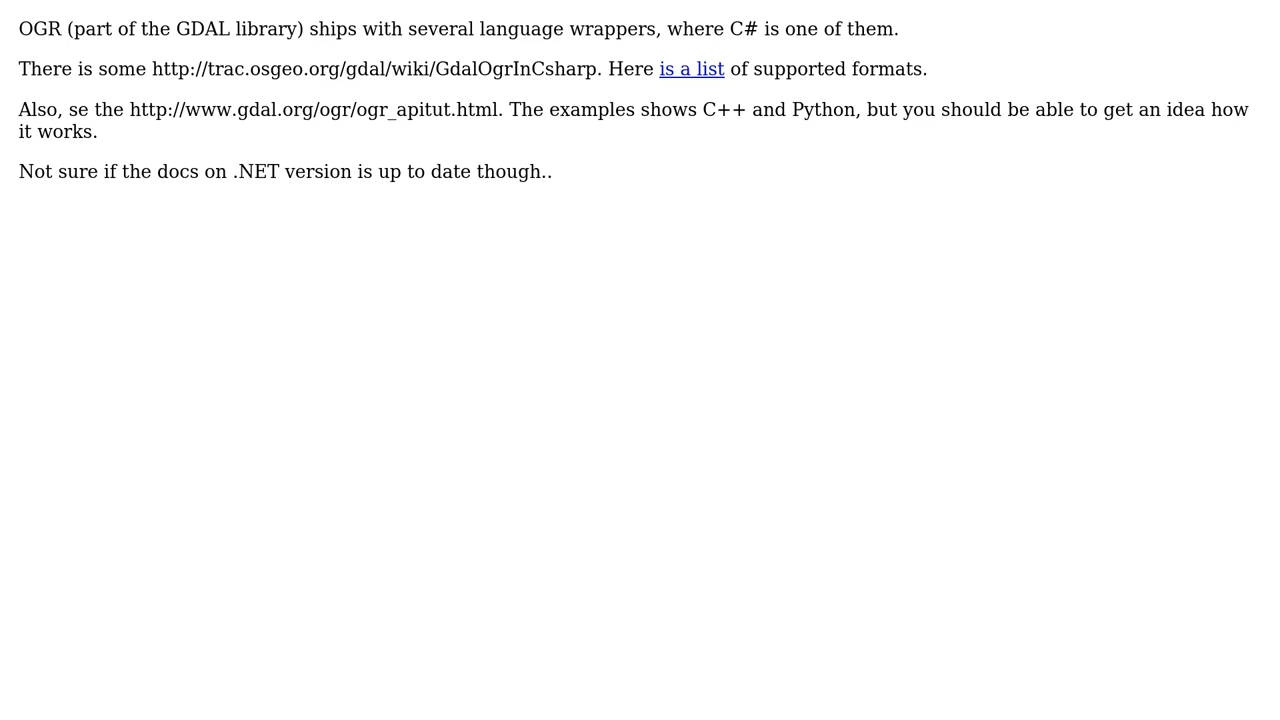 OGR (part of the GDAL library) ships with several language wrappers, where C# is one of them.
There is some http://trac.osgeo.org/gdal/wiki/GdalOgrInCsharp. Here is a list of supported formats.
Also, se the http://www.gdal.org/ogr/ogr_apitut.html. The examples shows C++ and Python, but you should be able to get an idea how
it works.
Not sure if the docs on .NET version is up to date though..